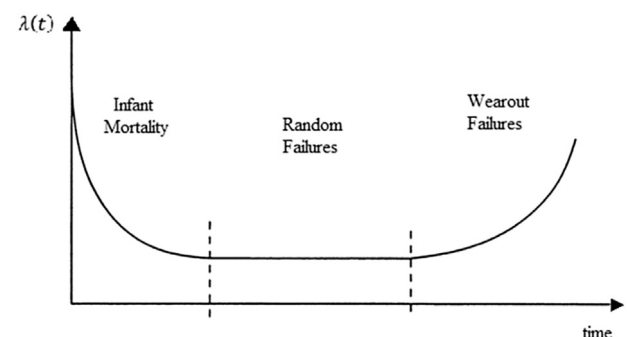 λ(t)
Infant
Mortality
Random
Failures
Wearout
Failures
time